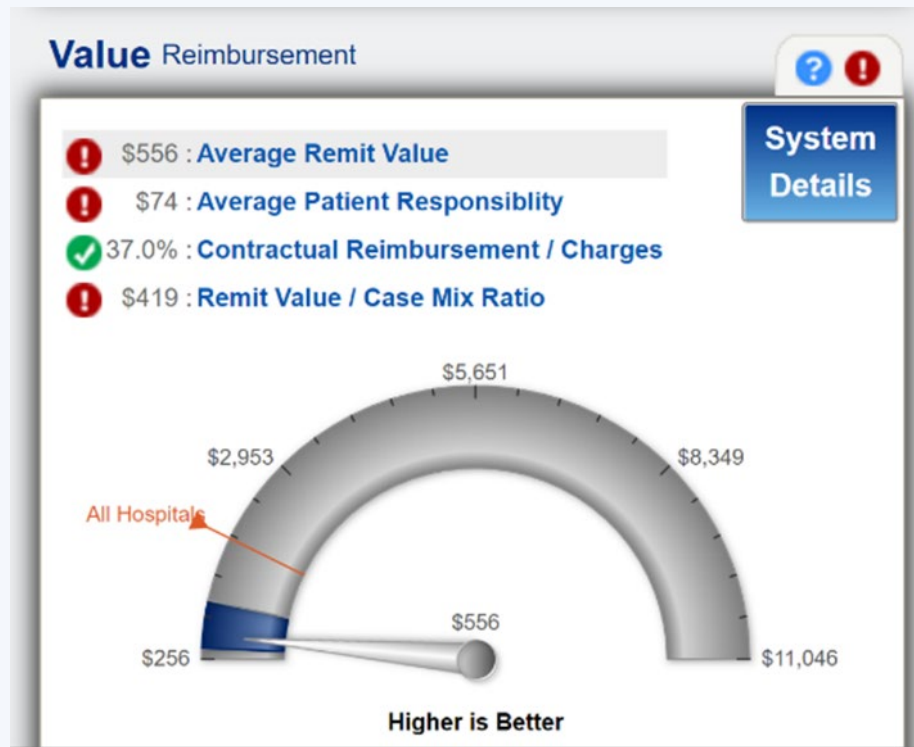 Value Reimbursement
?
!
System
Details
! $556 : Average Remit Value
! $74 : Average Patient Responsiblity
37.0% : Contractual Reimbursement / Charges
! $419 : Remit Value / Case Mix Ratio
$5,651
$2,953
$8,349
All Hospitals
$556
$256
$11,046
Higher is Better